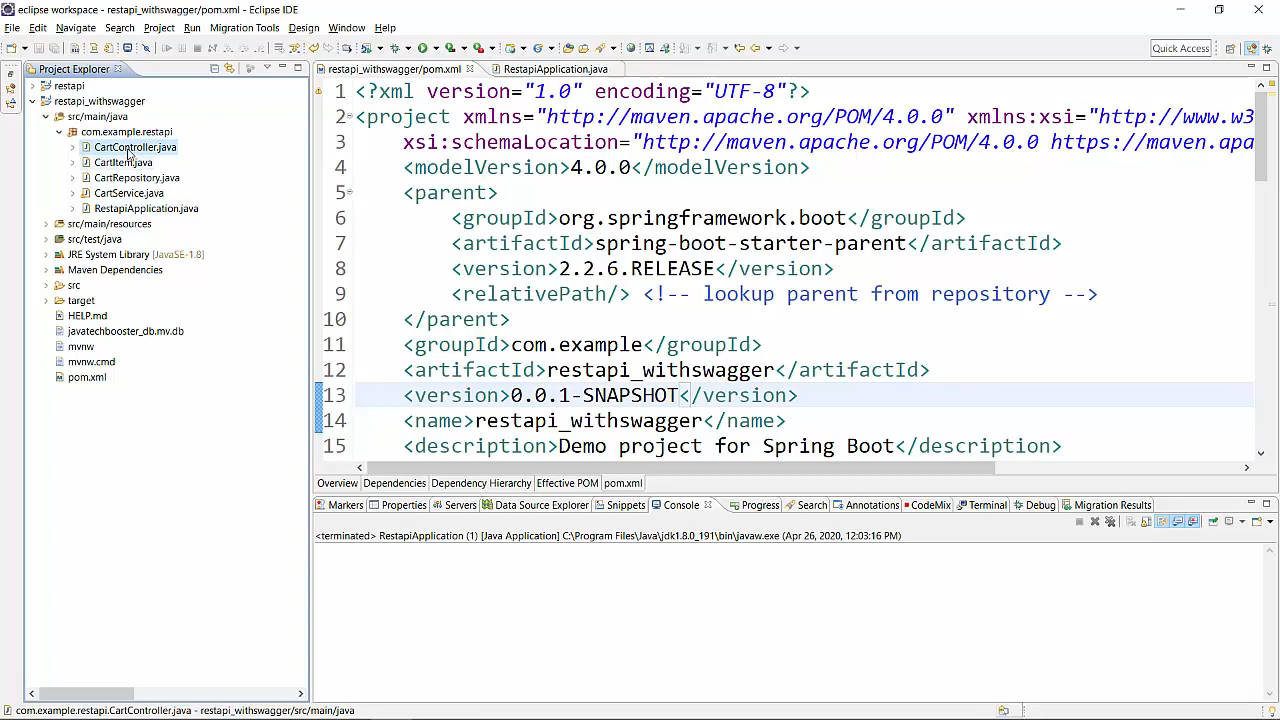 eclipse workspace - restapi_withswagger/pom.xml - Eclipse IDE
File Edit Navigate Search Project Run Migration Tools Design Window Help
Quick Access
Project Explorer
restapi
restapi_withswagger
src/main/java
com.example.restapi
CartController.java
CartItem.java
CartRepository.java
CartService.java
RestapiApplication.java
src/main/resources
src/test/java
JRE System Library [JavaSE-1.8]
Maven Dependencies
src
target
HELP.md
javatechbooster_db.mv.db
mvnw
mvnw.cmd
pom.xml
restapi_withswagger/pom.xml RestapiApplication.java
1 <?xml version="1.0" encoding="UTF-8"?>
2 <project xmlns="http://maven.apache.org/POM/4.0.0" xmlns:xsi="http://www.w3
3 xsi:schemaLocation="http://maven.apache.org/POM/4.0.0 https://maven.apa
4 <modelVersion>4.0.0</modelVersion>
5 <parent>
6 <groupId>org.springframework.boot</groupId>
7 <artifactId>spring-boot-starter-parent</artifactId>
8 <version>2.2.6.RELEASE</version>
9 <relativePath/> <!-- lookup parent from repository -->
10 </parent>
11 <groupId>com.example</groupId>
12 <artifactId>restapi_withswagger</artifactId>
13 <version>0.0.1-SNAPSHOT</version>
14 <name>restapi_withswagger</name>
15 <description>Demo project for Spring Boot</description>
Overview Dependencies Dependency Hierarchy Effective POM pom.xml
Markers Properties Servers Data Source Explorer Snippets Console Progress Search Annotations CodeMix Terminal Debug Migration Results
<terminated> RestapiApplication (1) [Java Application] C:\Program Files\Java\jdk1.8.0_191\bin\javaw.exe (Apr 26, 2020, 12:03:16 PM)
com.example.restapi.CartController.java - restapi_withswagger/src/main/java